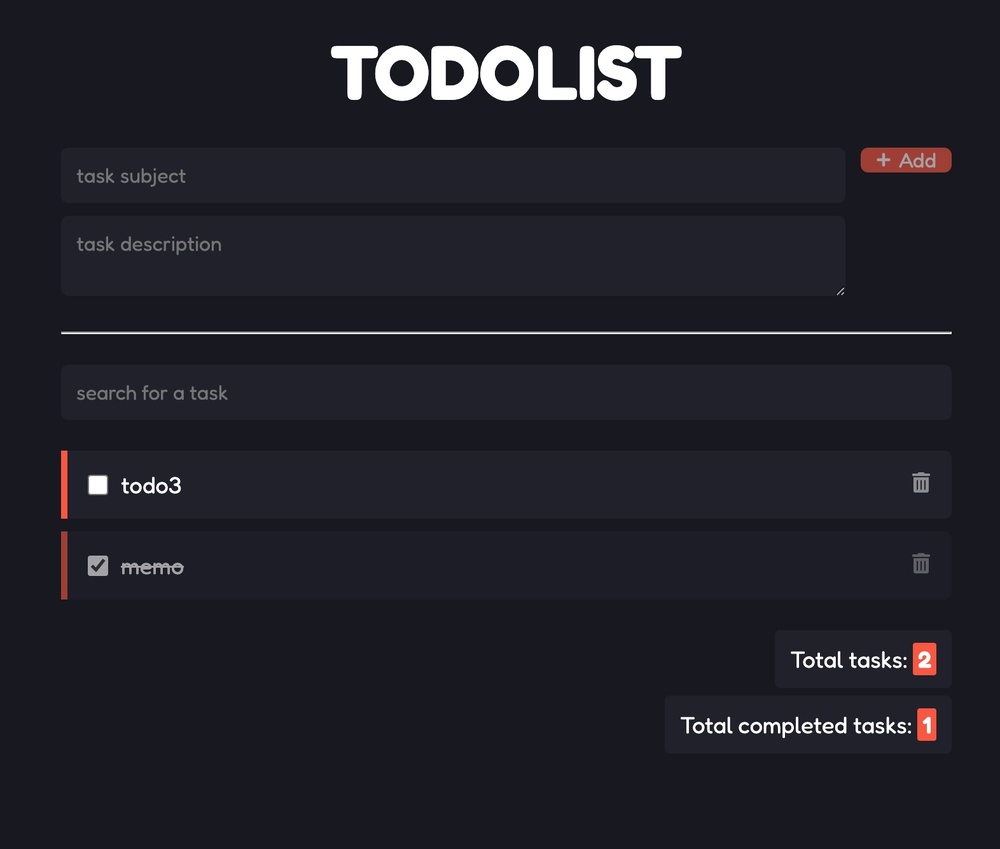 TODOLIST
task subject
+ Add
task description
search for a task
todo3
memo
Total tasks: 2
Total completed tasks: 1